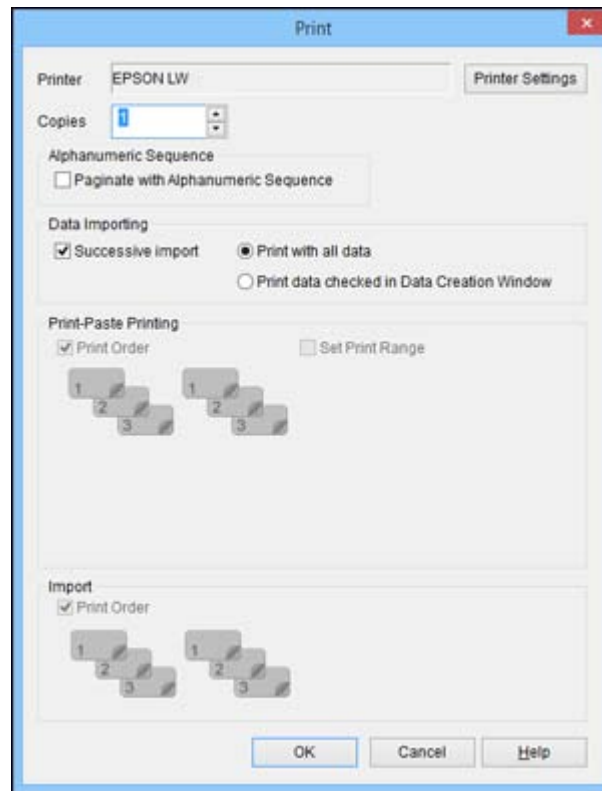 Print
Printer EPSON LW Printer Settings
Copies 1
Alphanumeric Sequence
Paginate with Alphanumeric Sequence
Data Importing
Successive import Print with all data
Print data checked in Data Creation Window
Print-Paste Printing
Print Order Set Print Range
1 1
2 2
3 3
Import
Print Order
1 1
2 2
3 3
OK Cancel Help